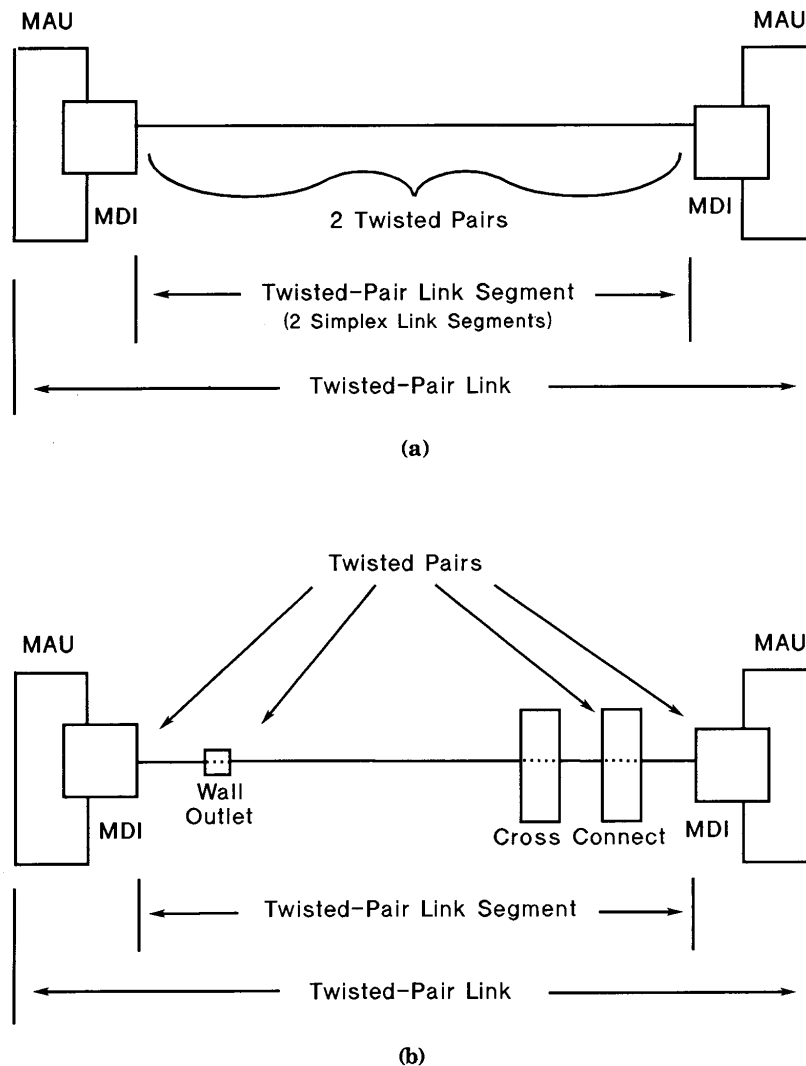 MAU MAU
MDI MDI
2 Twisted Pairs
Twisted-Pair Link Segment
(2 Simplex Link Segments)
Twisted-Pair Link
(a)
Twisted Pairs
MAU MAU
Wall
Outlet
MDI Cross Connect MDI
Twisted-Pair Link Segment
Twisted-Pair Link
(b)